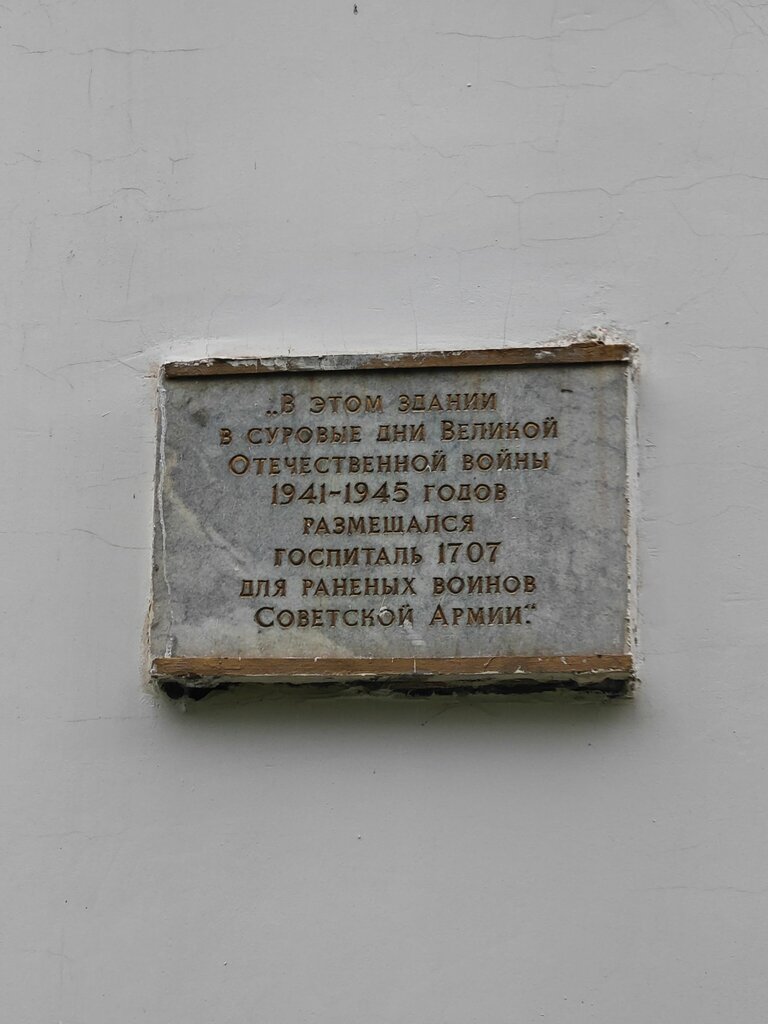 „В этом здании
в суровые дни Великой
Отечественной войны
1941-1945 годов
размещался
госпиталь 1707
для раненых воинов
Советской Армии."